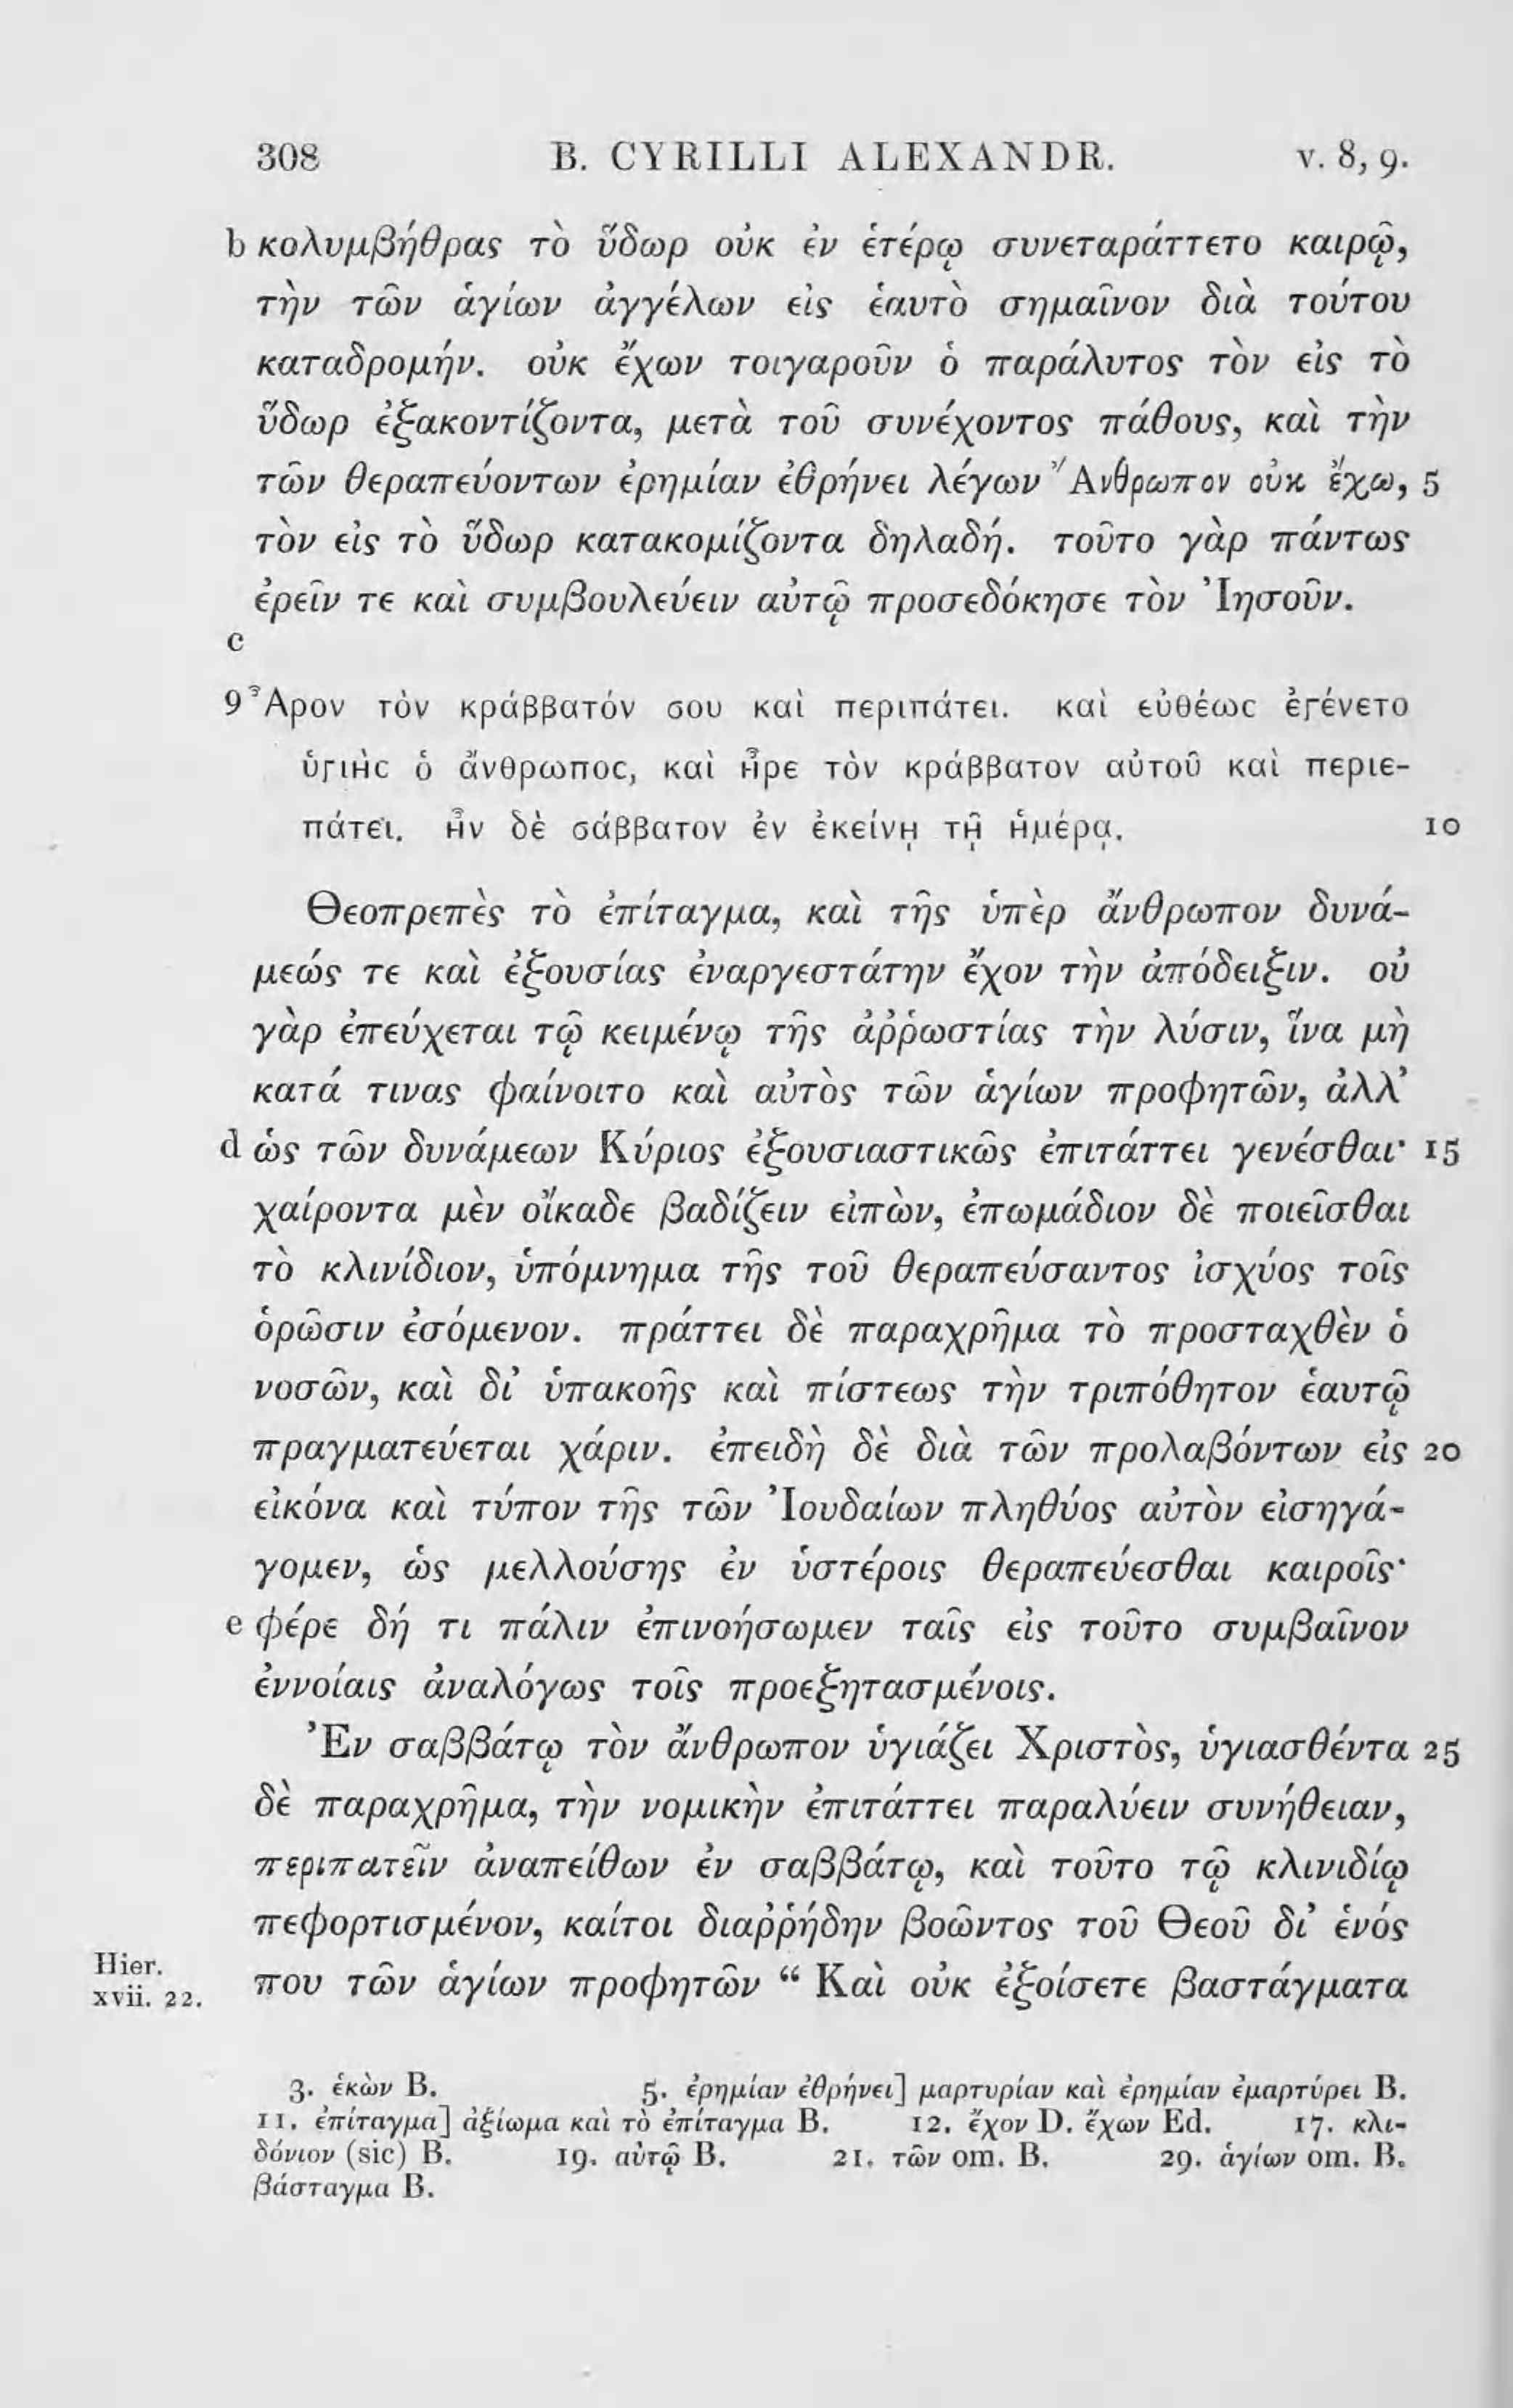 308 B. CYRILLI ALEXANDR. v. 8, 9.
b κολυμβήθρας τὸ ὕδωρ οὐκ ἐν ἑτέρῳ συνεταράττετο καιρῷ,
τὴν τῶν ἁγίων ἀγγέλων εἰς ἑαυτὸ σημαῖνον διὰ τούτου
καταδρομήν. οὐκ ἔχων τοιγαροῦν ὁ παράλυτος τὸν εἰς τὸ
ὕδωρ ἐξακοντίζοντα, μετὰ τοῦ συνέχοντος πάθους, καὶ τὴν
τῶν θεραπευόντων ἐρημίαν ἐθρήνει λέγων Ἄνθρωπον οὐκ ἔχω, 5
τὸν εἰς τὸ ὕδωρ κατακομίζοντα δηλαδή. τοῦτο γὰρ πάντως
ἐρεῖν τε καὶ συμβουλεύειν αὐτῷ προσεδόκησε τὸν Ἰησοῦν.
c
9 Ἆρον τὸν κράββατόν σου καὶ περιπάτει. καὶ εὐθέως ἐγένετο
ὑγιὴς ὁ ἄνθρωπος, καὶ ἦρε τὸν κράββατον αὐτοῦ καὶ περιε-
πάτει. ἦν δὲ σάββατον ἐν ἐκείνῃ τῇ ἡμέρᾳ. 10
Θεοπρεπὲς τὸ ἐπίταγμα, καὶ τῆς ὑπὲρ ἄνθρωπον δυνά-
μεώς τε καὶ ἐξουσίας ἐναργεστάτην ἔχον τὴν ἀπόδειξιν. οὐ
γὰρ ἐπεύχεται τῷ κειμένῳ τῆς ἀῤῥωστίας τὴν λύσιν, ἵνα μὴ
κατά τινας φαίνοιτο καὶ αὐτὸς τῶν ἁγίων προφητῶν, ἀλλ’
d ὡς τῶν δυνάμεων Κύριος ἐξουσιαστικῶς ἐπιτάττει γενέσθαι· 15
χαίροντα μὲν οἴκαδε βαδίζειν εἰπὼν, ἐπωμάδιον δὲ ποιεῖσθαι
τὸ κλινίδιον, ὑπόμνημα τῆς τοῦ θεραπεύσαντος ἰσχύος τοῖς
ὁρῶσιν ἐσόμενον. πράττει δὲ παραχρῆμα τὸ προσταχθὲν ὁ
νοσῶν, καὶ δι’ ὑπακοῆς καὶ πίστεως τὴν τριπόθητον ἑαυτῷ
πραγματεύεται χάριν. ἐπειδὴ δὲ διὰ τῶν προλαβόντων εἰς 20
εἰκόνα καὶ τύπον τῆς τῶν Ἰουδαίων πληθύος αὐτὸν εἰσηγά-
γομεν, ὡς μελλούσης ἐν ὑστέροις θεραπεύεσθαι καιροῖς·
e φέρε δή τι πάλιν ἐπινοήσωμεν ταῖς εἰς τοῦτο συμβαῖνον
ἐννοίαις ἀναλόγως τοῖς προεξητασμένοις.
Ἐν σαββάτῳ τὸν ἄνθρωπον ὑγιάζει Χριστὸς, ὑγιασθέντα 25
δὲ παραχρῆμα, τὴν νομικὴν ἐπιτάττει παραλύειν συνήθειαν,
περιπατεῖν ἀναπείθων ἐν σαββάτῳ, καὶ τοῦτο τῷ κλινιδίῳ
πεφορτισμένον, καίτοι διαῤῥήδην βοῶντος τοῦ Θεοῦ δι’ ἑνός
Hier. xvii. 22. που τῶν ἁγίων προφητῶν “ Καὶ οὐκ ἐξοίσετε βαστάγματα
3. ἑκὼν B. 5. ἐρημίαν ἐθρήνει] μαρτυρίαν καὶ ἐρημίαν ἐμαρτύρει B.
11. ἐπίταγμα] ἀξίωμα καὶ τὸ ἐπίταγμα B. 12. ἔχον D. ἔχων Ed. 17. κλι-
δόνιον (sic) B. 19. αὐτῷ B. 21. τῶν om. B. 29. ἁγίων om. B.
βάσταγμα B.